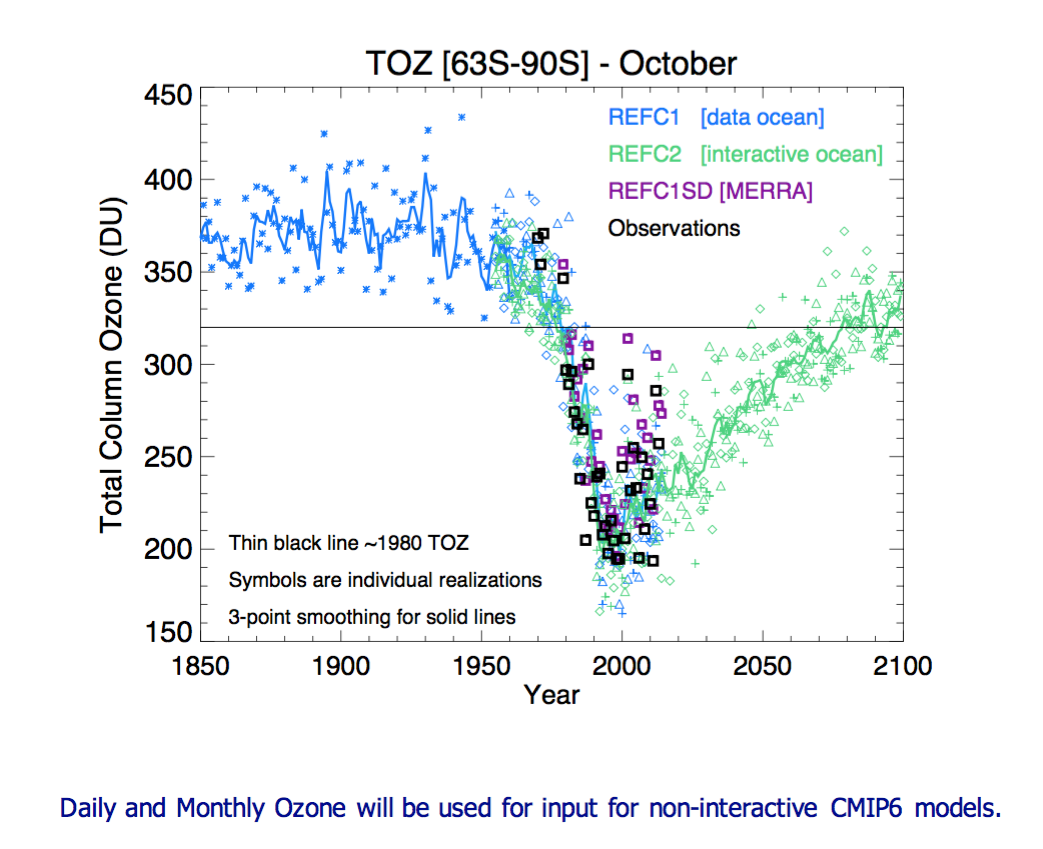 TOZ [63S-90S] - October
450
400
350
300
250
200
150
Total Column Ozone (DU)
REFC1 [data ocean]
REFC2 [interactive ocean]
REFC1SD [MERRA]
Observations
Thin black line ~1980 TOZ
Symbols are individual realizations
3-point smoothing for solid lines
1850 1900 1950 2000 2050 2100
Year
Daily and Monthly Ozone will be used for input for non-interactive CMIP6 models.